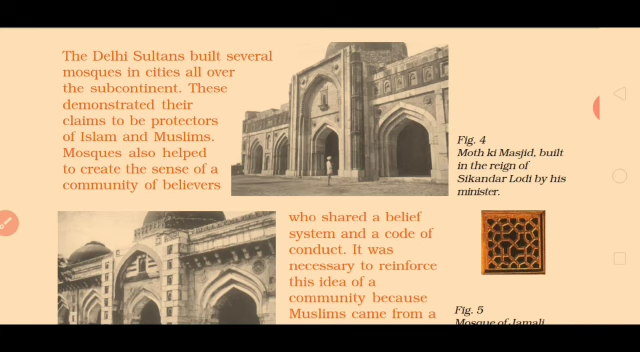 The Delhi Sultans built several
mosques in cities all over
the subcontinent. These
demonstrated their
claims to be protectors
of Islam and Muslims.
Mosques also helped
to create the sense of a
community of believers
Fig. 4
Moth ki Masjid, built
in the reign of
Sikandar Lodi by his
minister.
who shared a belief
system and a code of
conduct. It was
necessary to reinforce
this idea of a
community because
Muslims came from a
Fig. 5
Mosque of Jamali